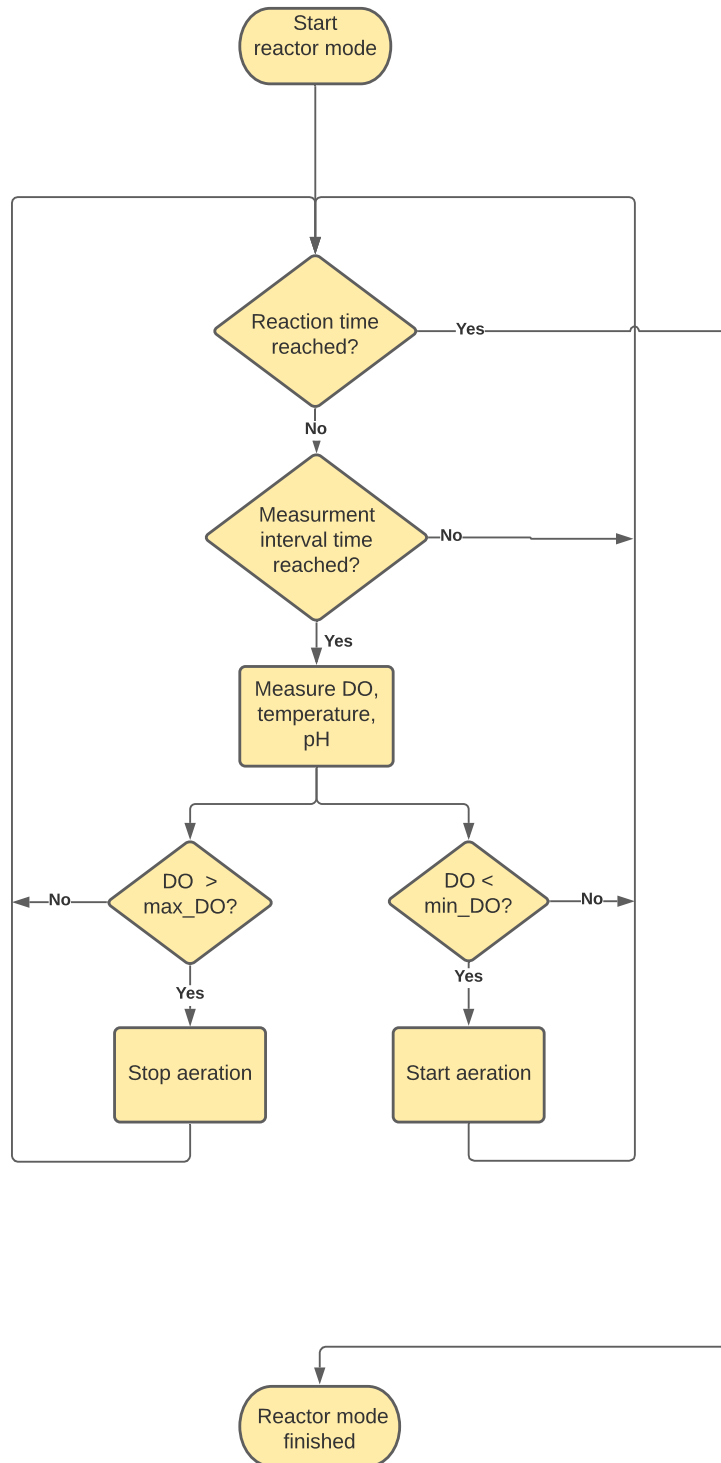 Start
reactor mode
Reaction time
reached?
Yes
No
Measurment
interval time
reached?
No
Yes
Measure DO,
temperature,
pH
DO  >
max_DO?
No
Yes
DO <
min_DO?
No
Yes
Stop aeration
Start aeration
Reactor mode
finished